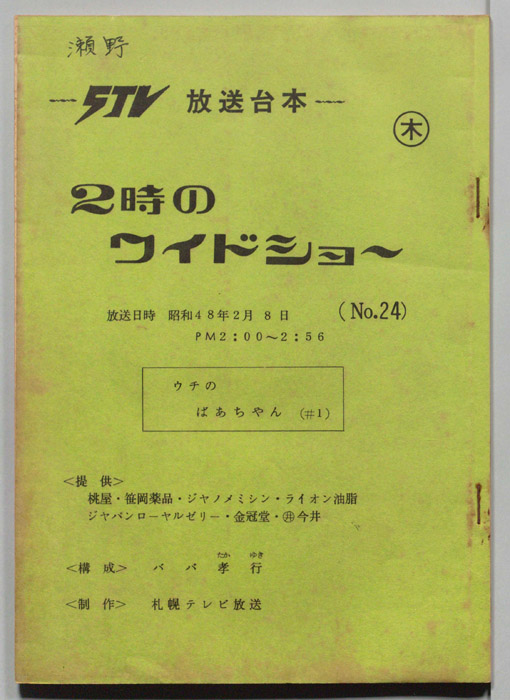 瀬野
STV 放送台本
木
2時の
ワイドショー
放送日時 昭和48年2月8日 (No.24)
PM2:00~2:56
ウチの
ばあちやん (#1)
<提 供>
桃屋・笹岡薬品・ジヤノメミシン・ライオン油脂
ジヤパンローヤルゼリー・金冠堂・㊇今井
たか ゆき
<構 成> バ バ 孝 行
<制 作> 札幌テレビ放送